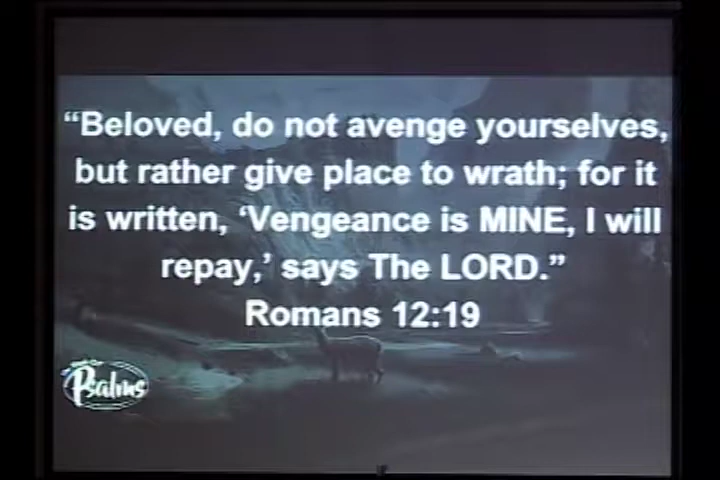 “Beloved, do not avenge yourselves,
but rather give place to wrath; for it
is written, ‘Vengeance is MINE, I will
repay,’ says The LORD.”
Romans 12:19
Psalms